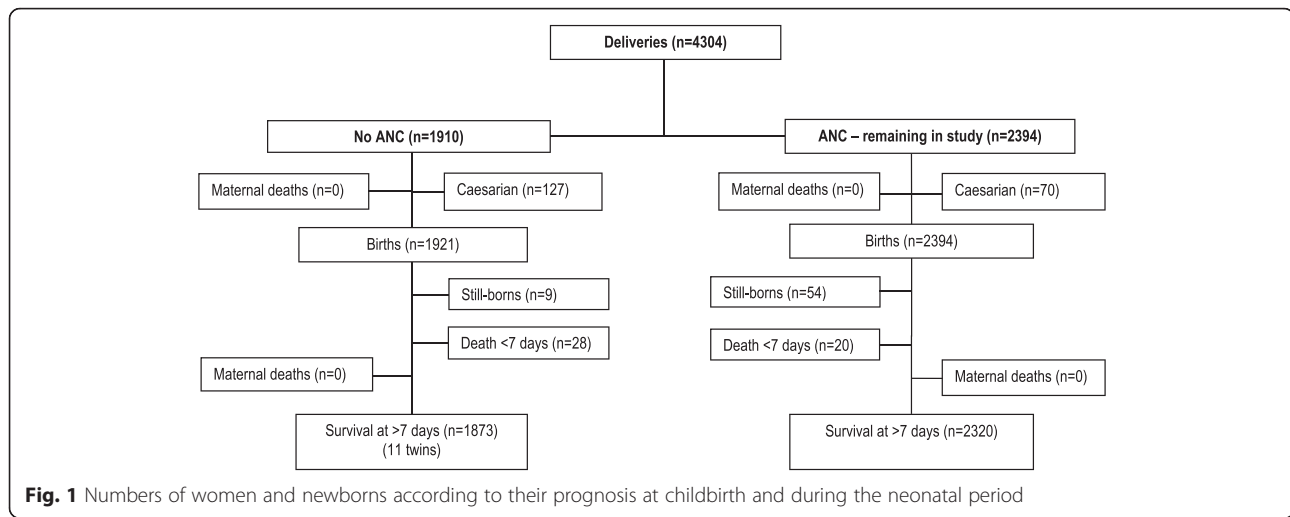 Deliveries (n=4304)
No ANC (n=1910)
ANC – remaining in study (n=2394)
Maternal deaths (n=0)
Caesarian (n=127)
Maternal deaths (n=0)
Caesarian (n=70)
Births (n=1921)
Births (n=2394)
Still-borns (n=9)
Still-borns (n=54)
Death <7 days (n=28)
Death <7 days (n=20)
Maternal deaths (n=0)
Maternal deaths (n=0)
Survival at >7 days (n=1873)
(11 twins)
Survival at >7 days (n=2320)
Fig. 1 Numbers of women and newborns according to their prognosis at childbirth and during the neonatal period